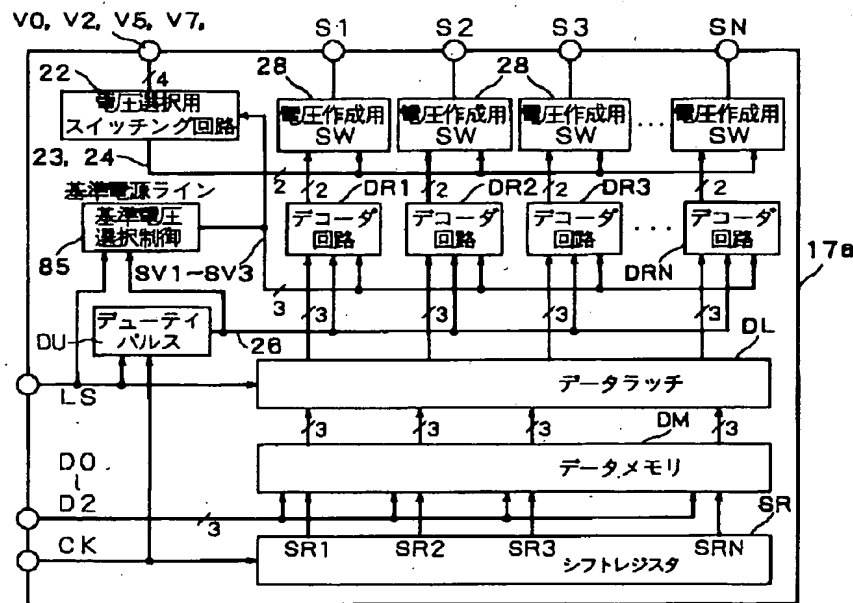 V0, V2, V5, V7,
S1
S2
S3
SN
22
4
28
28
電圧選択用
スイッチング回路
電圧作成用
SW
電圧作成用
SW
電圧作成用
SW
...
電圧作成用
SW
23, 24
2
2
2
2
2
基準電源ライン
DR1
DR2
DR3
基準電圧
選択制御
デコーダ
回路
デコーダ
回路
デコーダ
回路
...
デコーダ
回路
85
SV1~SV3
DRN
17a
3
3
3
3
3
デューティ
パルス
DU
26
DL
LS
データラッチ
3
3
3
3
DM
D0
~
D2
データメモリ
3
SR
CK
SR1
SR2
SR3
SRN
シフトレジスタ